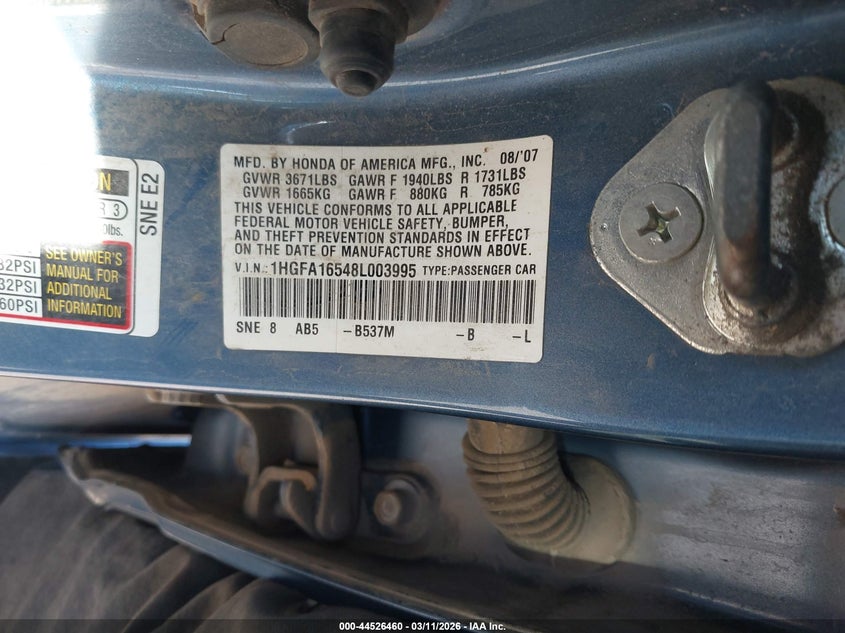 MFD. BY HONDA OF AMERICA MFG., INC. 08/'07
GVWR 3671LBS GAWR F 1940LBS R 1731LBS
GVWR 1665KG GAWR F 880KG R 785KG
THIS VEHICLE CONFORMS TO ALL APPLICABLE
FEDERAL MOTOR VEHICLE SAFETY, BUMPER,
AND THEFT PREVENTION STANDARDS IN EFFECT
ON THE DATE OF MANUFACTURE SHOWN ABOVE.
V.I.N.: 1HGFA16548L003995 TYPE:PASSENGER CAR
SNE 8 AB5 -B537M -B -L
SNE E2
R 3
lbs.
SEE OWNER'S
MANUAL FOR
ADDITIONAL
INFORMATION
32PSI
32PSI
60PSI
000-44526460 - 03/11/2026 - IAA Inc.